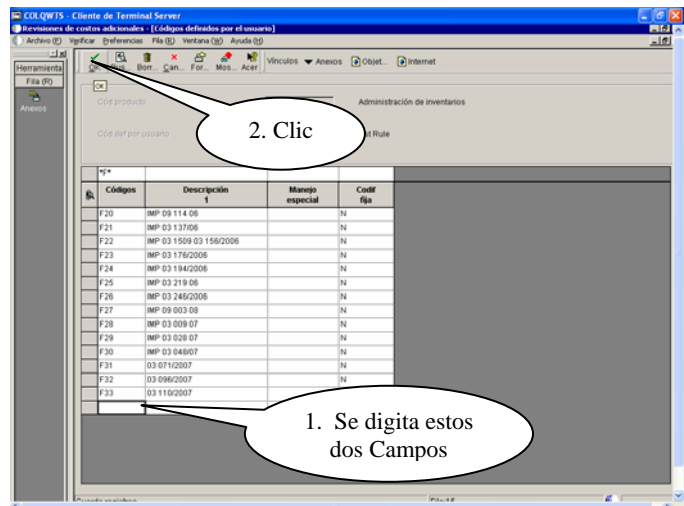 COLQWTS - Cliente de Terminal Server
Revisiones de costos adicionales - [Códigos definidos por el usuario]
Archivo (F) Verificar Preferencias Fila (R) Ventana (W) Ayuda (H)
Herramienta
Fila (R)
Anexos
OK Bus... Borr... Can... For... Mos... Acer
Vínculos Anexos Objet... Internet
OK
Cód producto
Administración de inventarios
Cód def por usuario
Rule
2. Clic
*F*
Códigos Descripción 1 Manejo especial Codif fija
F20 IMP 09 114 06 N
F21 IMP 03 137/06 N
F22 IMP 03 1509 03 156/2006 N
F23 IMP 03 176/2006 N
F24 IMP 03 194/2006 N
F25 IMP 03 219 06 N
F26 IMP 03 246/2006 N
F27 IMP 09 003 08 N
F28 IMP 03 009 07 N
F29 IMP 03 028 07 N
F30 IMP 03 048/07 N
F31 03 071/2007 N
F32 03 096/2007 N
F33 03 110/2007 N
1. Se digita estos
dos Campos